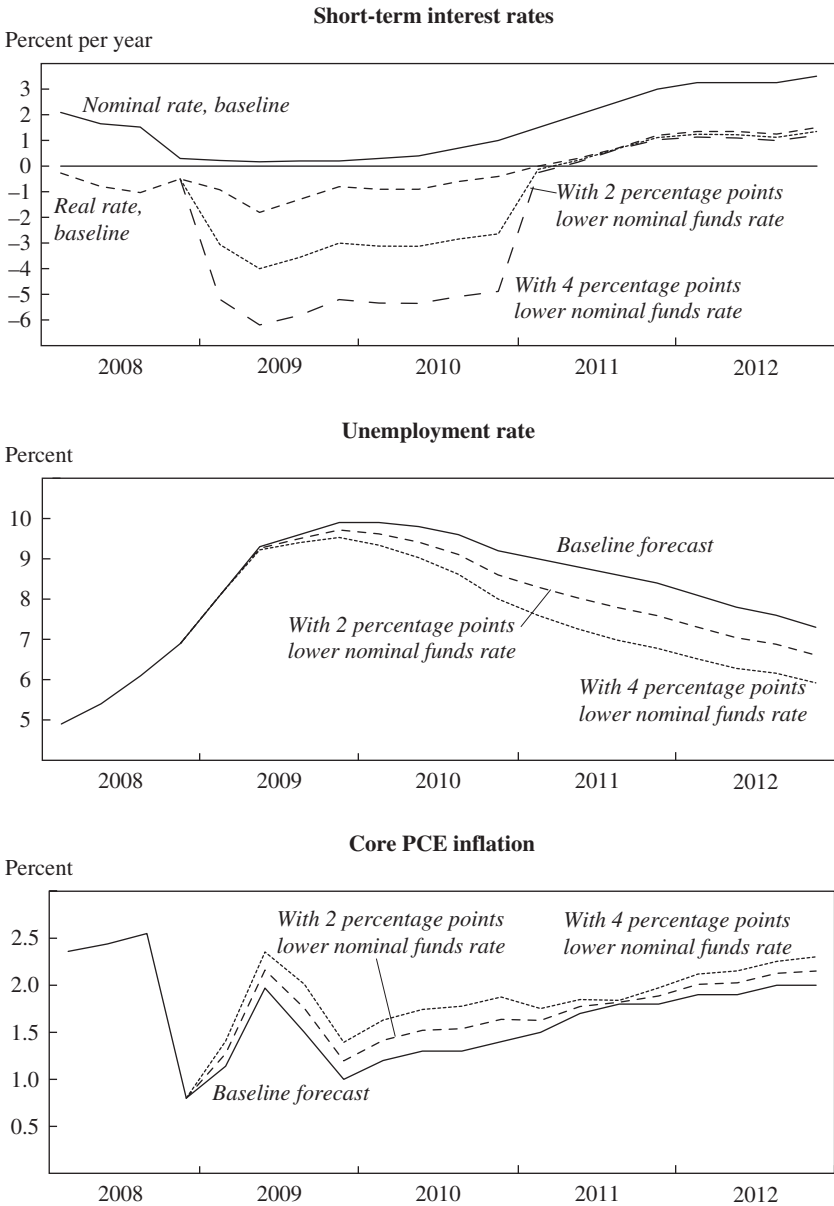 Short-term interest rates
Percent per year
3
2
1
0
–1
–2
–3
–4
–5
–6
Nominal rate, baseline
Real rate,
baseline
With 2 percentage points
lower nominal funds rate
With 4 percentage points
lower nominal funds rate
2008 2009 2010 2011 2012
Unemployment rate
Percent
10
9
8
7
6
5
Baseline forecast
With 2 percentage points
lower nominal funds rate
With 4 percentage points
lower nominal funds rate
2008 2009 2010 2011 2012
Core PCE inflation
Percent
2.5
2.0
1.5
1.0
0.5
With 2 percentage points
lower nominal funds rate
With 4 percentage points
lower nominal funds rate
Baseline forecast
2008 2009 2010 2011 2012